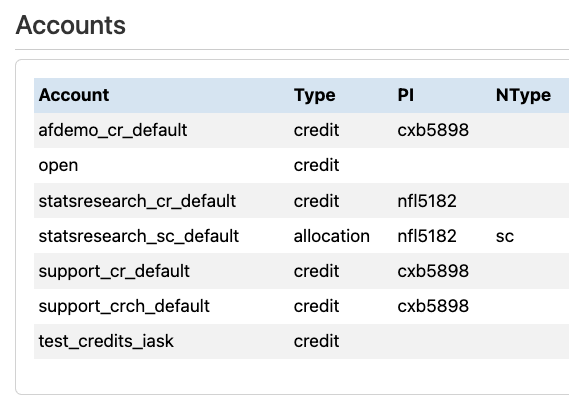 Accounts
Account Type PI NType
afdemo_cr_default credit cxb5898
open credit
statsresearch_cr_default credit nfl5182
statsresearch_sc_default allocation nfl5182 sc
support_cr_default credit cxb5898
support_crch_default credit cxb5898
test_credits_iask credit